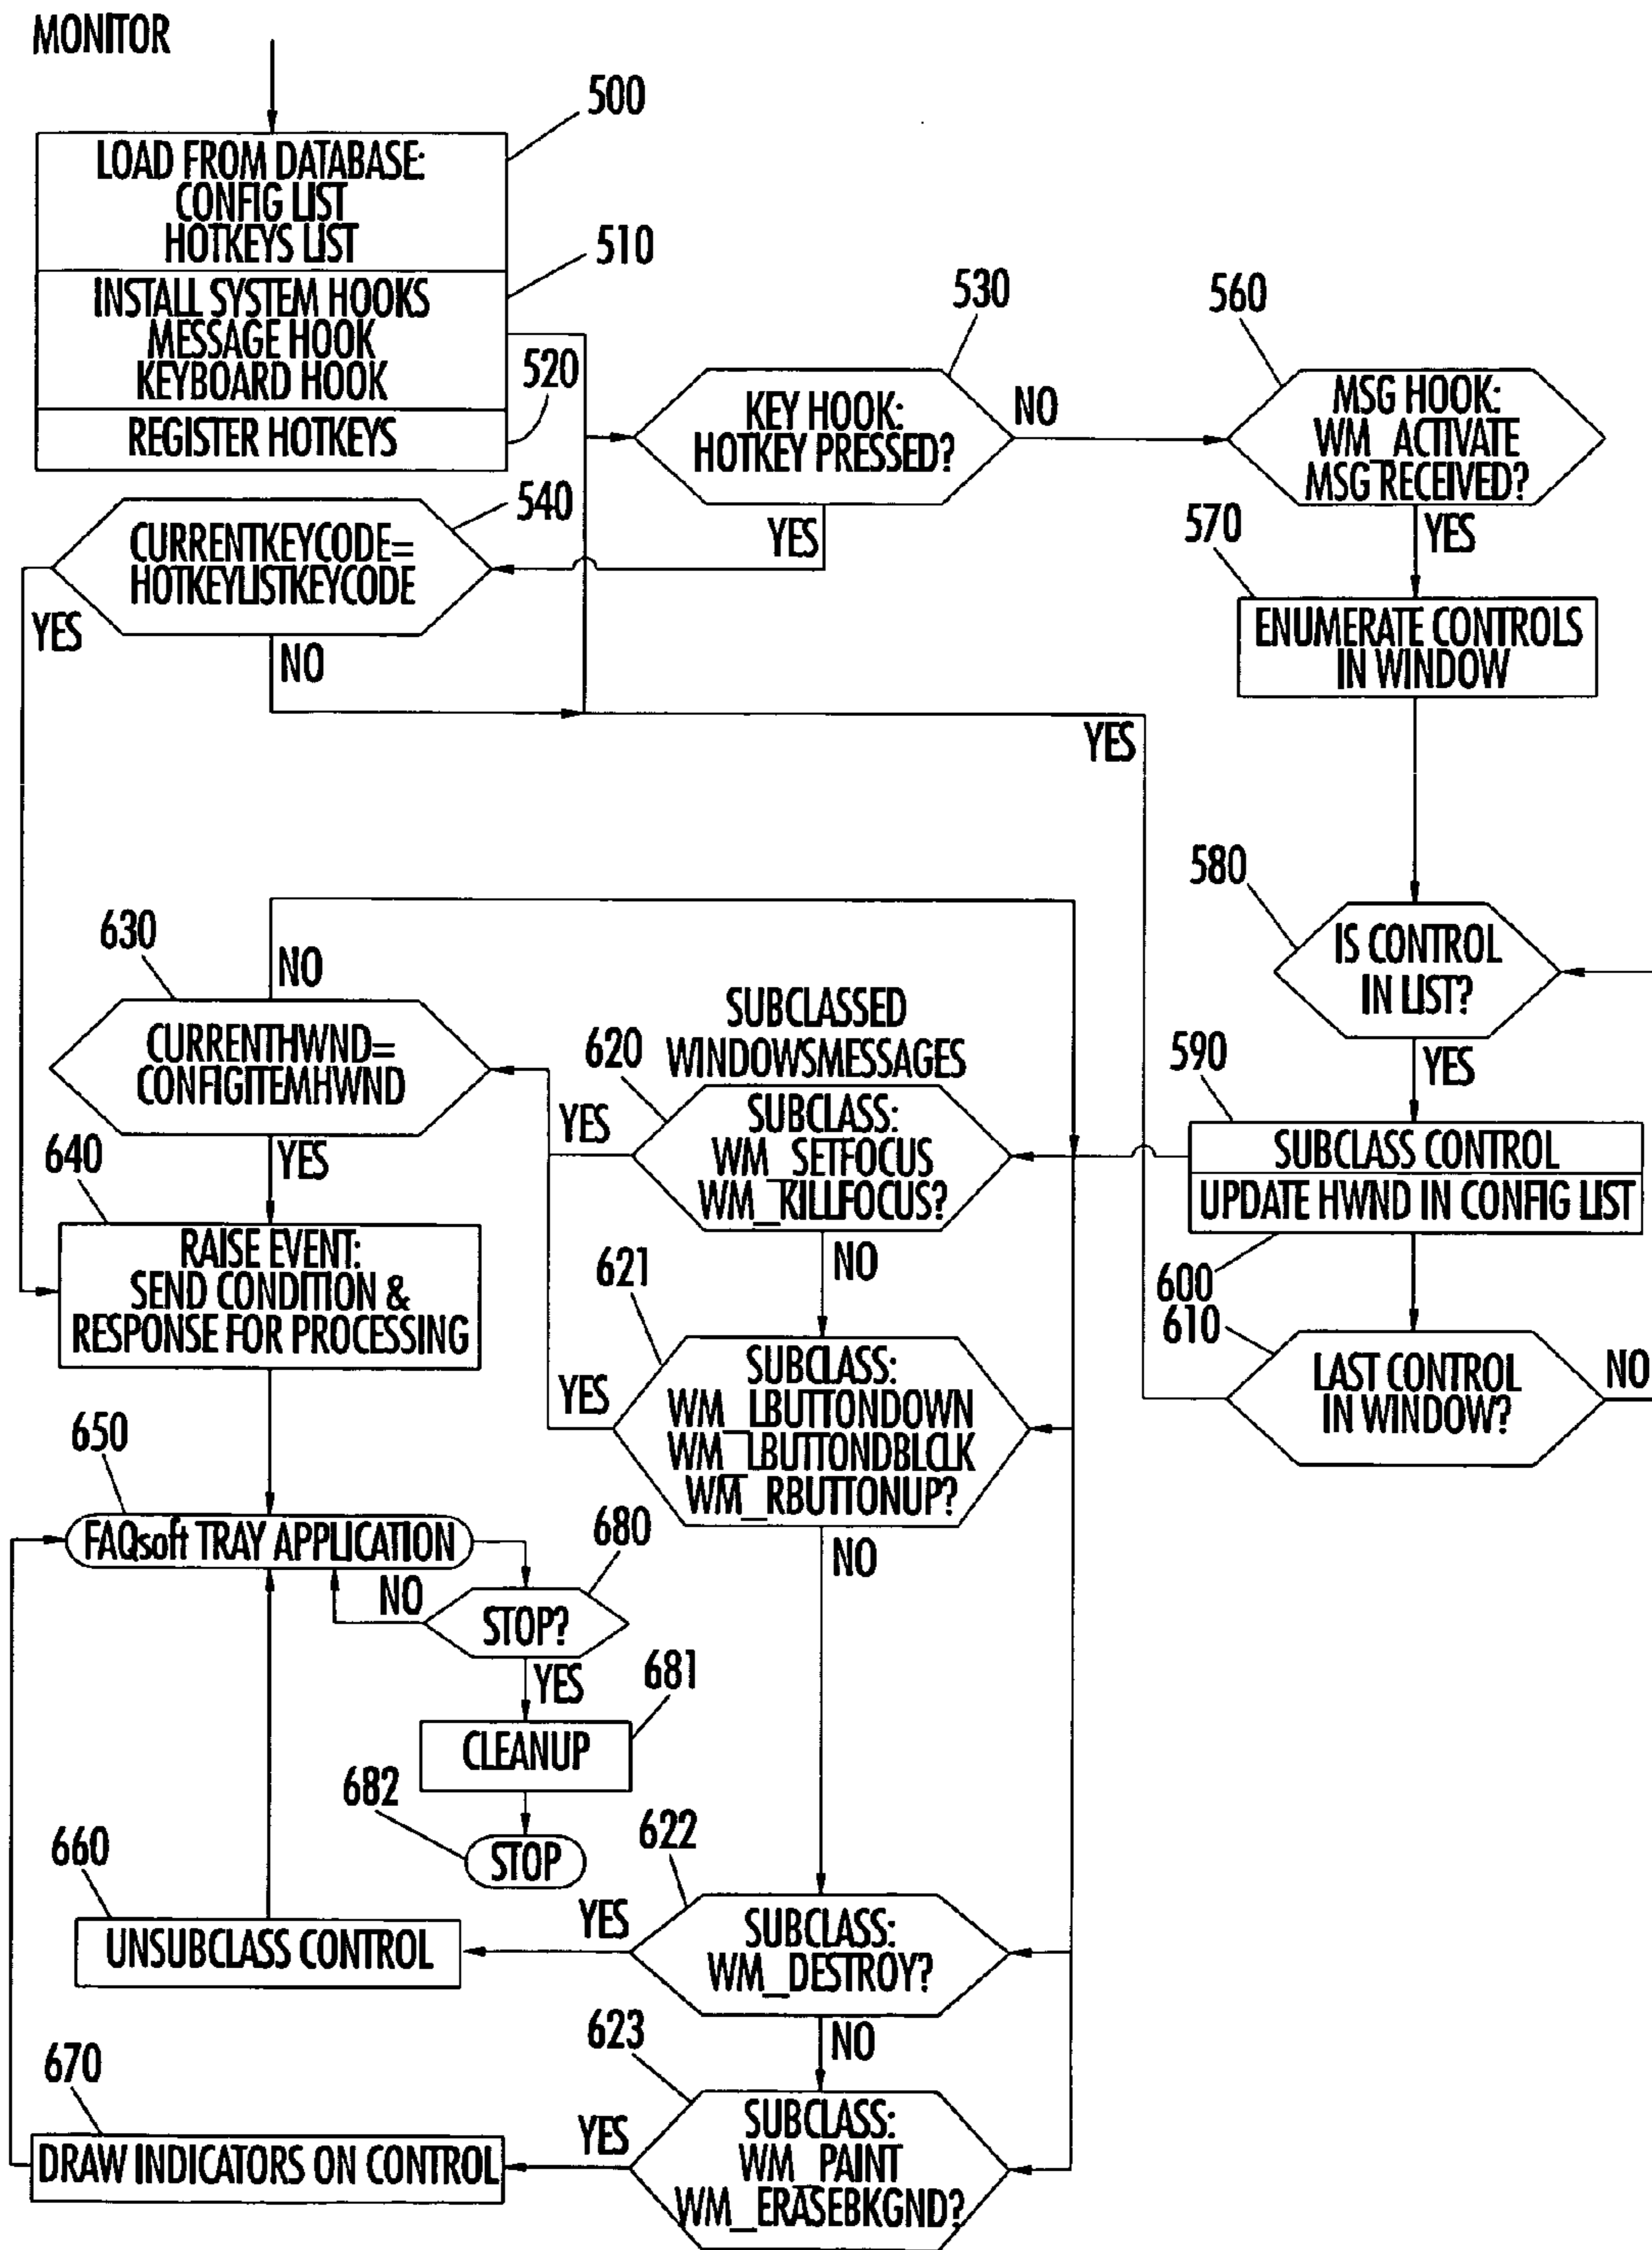 MONITOR
500
LOAD FROM DATABASE:
CONFIG LIST
HOTKEYS LIST
510
INSTALL SYSTEM HOOKS
MESSAGE HOOK
KEYBOARD HOOK
520
REGISTER HOTKEYS
530
KEY HOOK:
HOTKEY PRESSED?
NO
YES
560
MSG HOOK:
WM_ACTIVATE
MSG RECEIVED?
YES
540
CURRENTKEYCODE=
HOTKEYLISTKEYCODE
YES
NO
570
ENUMERATE CONTROLS
IN WINDOW
YES
580
IS CONTROL
IN LIST?
YES
590
SUBCLASS CONTROL
UPDATE HWND IN CONFIG LIST
600
610
LAST CONTROL
IN WINDOW?
NO
630
NO
CURRENTHWND=
CONFIGITEMHWND
YES
SUBCLASSED
WINDOWSMESSAGES
620
SUBCLASS:
WM_SETFOCUS
WM_KILLFOCUS?
YES
NO
640
RAISE EVENT:
SEND CONDITION &
RESPONSE FOR PROCESSING
621
SUBCLASS:
WM_LBUTTONDOWN
WM_LBUTTONDBLCLK
WM_RBUTTONUP?
YES
NO
650
FAQsoft TRAY APPLICATION
680
NO
STOP?
YES
681
CLEANUP
682
STOP
622
SUBCLASS:
WM_DESTROY?
YES
NO
660
UNSUBCLASS CONTROL
623
SUBCLASS:
WM_PAINT
WM_ERASEBKGND?
YES
670
DRAW INDICATORS ON CONTROL